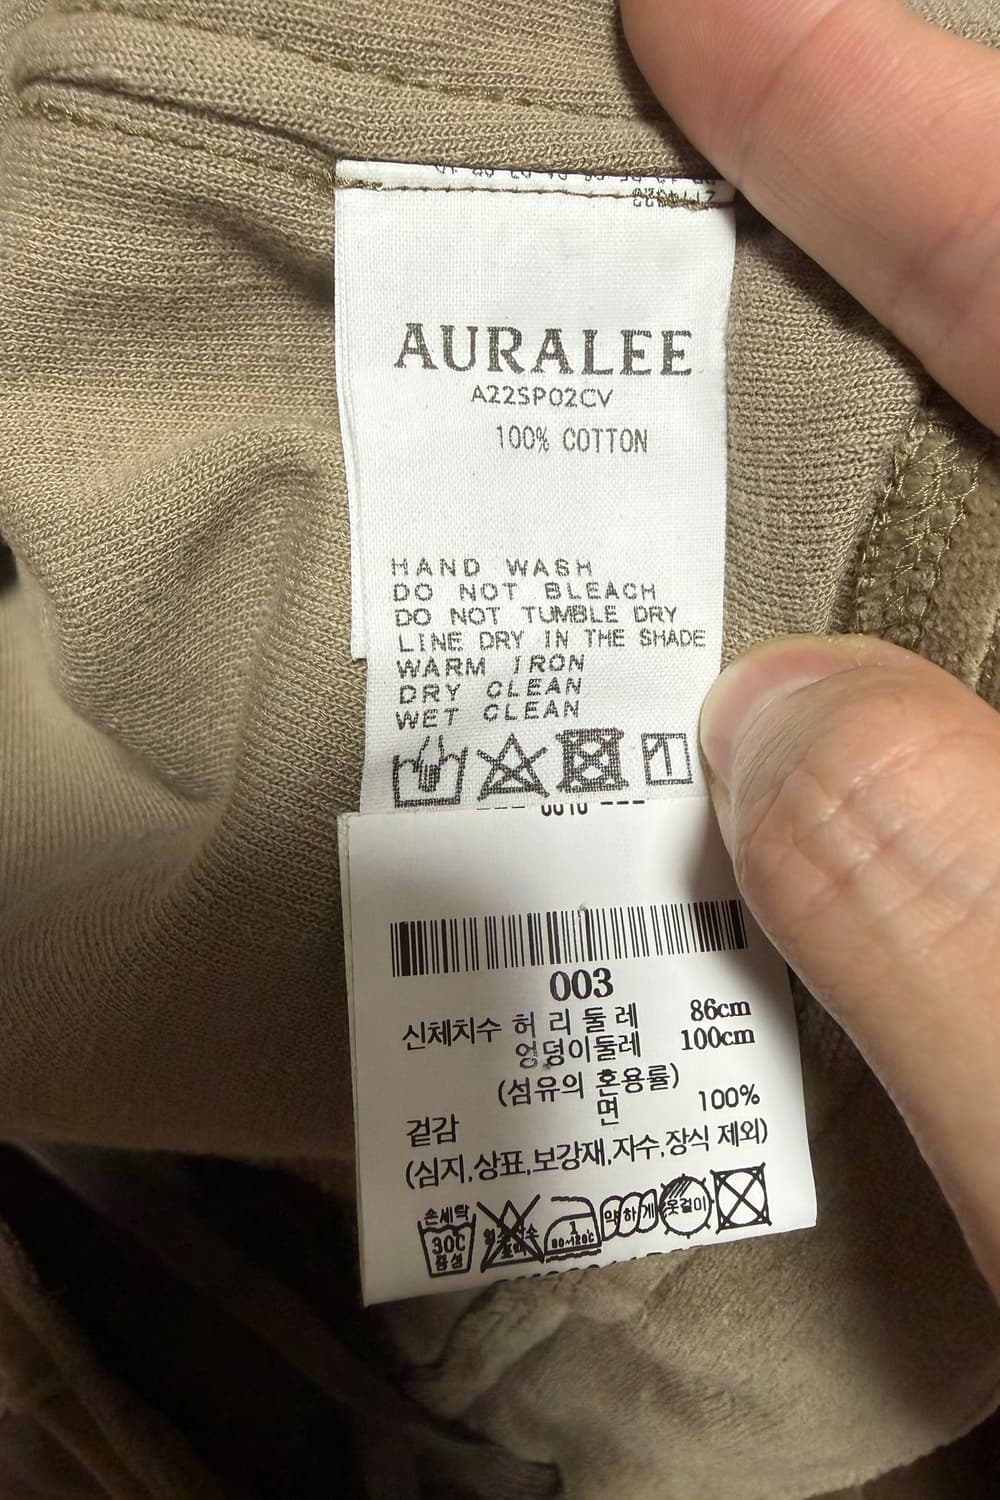 AURALEE
A22SP02CV
100% COTTON
HAND WASH
DO NOT BLEACH
DO NOT TUMBLE DRY
LINE DRY IN THE SHADE
WARM IRON
DRY CLEAN
WET CLEAN
003
신체치수 허 리 둘 레 86cm
엉덩이둘레 100cm
(섬유의 혼용률)
겉감 면 100%
(심지,상표,보강재,자수,장식 제외)
손세탁
30℃
중성
80~120℃
약하게
옷걸이